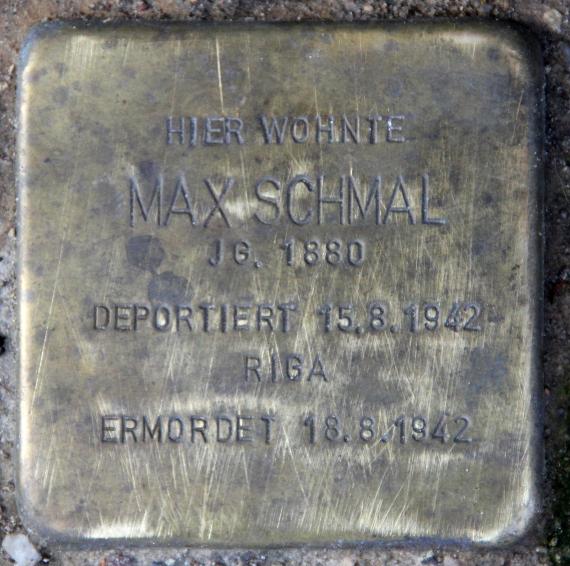 HIER WOHNTE
MAX SCHMAL
JG. 1880
DEPORTIERT 15.8.1942
RIGA
ERMORDET 18.8.1942